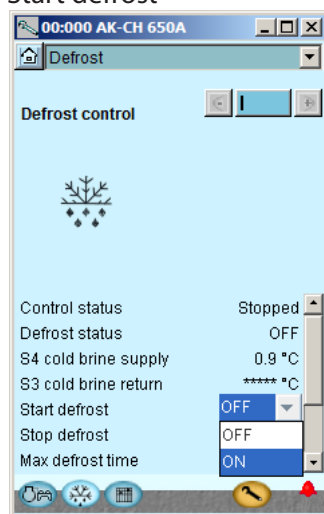 Start defrost
00:000 AK-CH 650A
Defrost
Defrost control
Control status Stopped
Defrost status OFF
S4 cold brine supply 0.9 °C
S3 cold brine return ***** °C
Start defrost OFF
Stop defrost OFF
Max defrost time ON